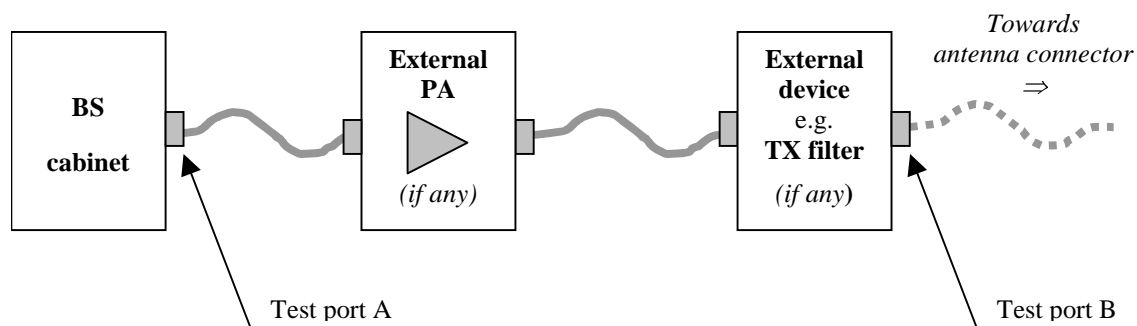 BS
cabinet
External
PA
(if any)
External
device
e.g.
TX filter
(if any)
Towards
antenna connector
⇒
Test port A
Test port B